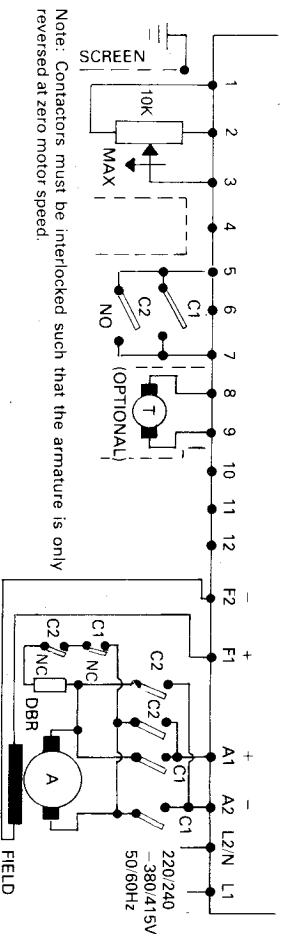 SCREEN
1
2
3
4
5
6
7
8
9
10
11
12
F2 −
F1 +
A1 +
A2 −
L2/N
L1
10K
MAX
C1
C2
NO
T
(OPTIONAL)
C2
C2
C1
C1
C1
NC
C2
NC
DBR
A
FIELD
220/240
−380/415V
50/60Hz
Note: Contactors must be interlocked such that the armature is only
reversed at zero motor speed.